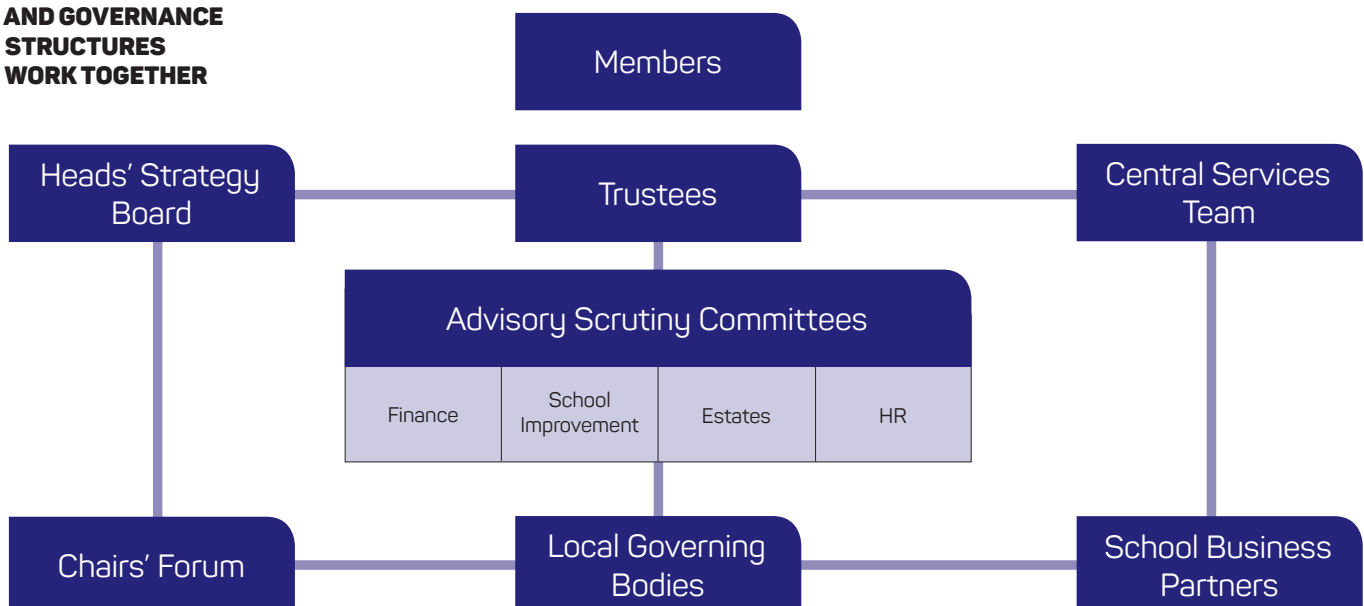 AND GOVERNANCE
STRUCTURES
WORK TOGETHER
Members
Heads' Strategy
Board
Trustees
Central Services
Team
Advisory Scrutiny Committees
Finance
School
Improvement
Estates
HR
Chairs' Forum
Local Governing
Bodies
School Business
Partners